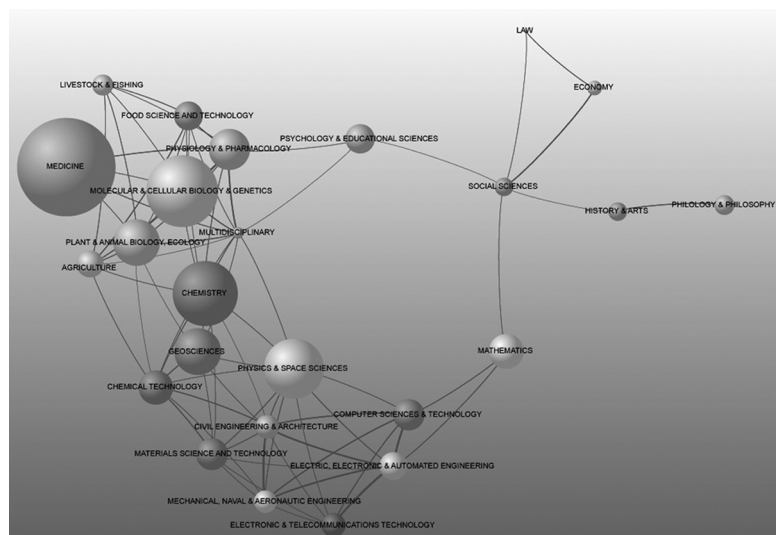 LAW
LIVESTOCK & FISHING
ECONOMY
FOOD SCIENCE AND TECHNOLOGY
PSYCHOLOGY & EDUCATIONAL SCIENCES
PHYSIOLOGY & PHARMACOLOGY
MEDICINE
SOCIAL SCIENCES
MOLECULAR & CELLULAR BIOLOGY & GENETICS
PHILOLOGY & PHILOSOPHY
HISTORY & ARTS
MULTIDISCIPLINARY
PLANT & ANIMAL BIOLOGY, ECOLOGY
AGRICULTURE
CHEMISTRY
GEOSCIENCES
MATHEMATICS
PHYSICS & SPACE SCIENCES
CHEMICAL TECHNOLOGY
COMPUTER SCIENCES & TECHNOLOGY
CIVIL ENGINEERING & ARCHITECTURE
MATERIALS SCIENCE AND TECHNOLOGY
ELECTRIC, ELECTRONIC & AUTOMATED ENGINEERING
MECHANICAL, NAVAL & AERONAUTIC ENGINEERING
ELECTRONIC & TELECOMMUNICATIONS TECHNOLOGY